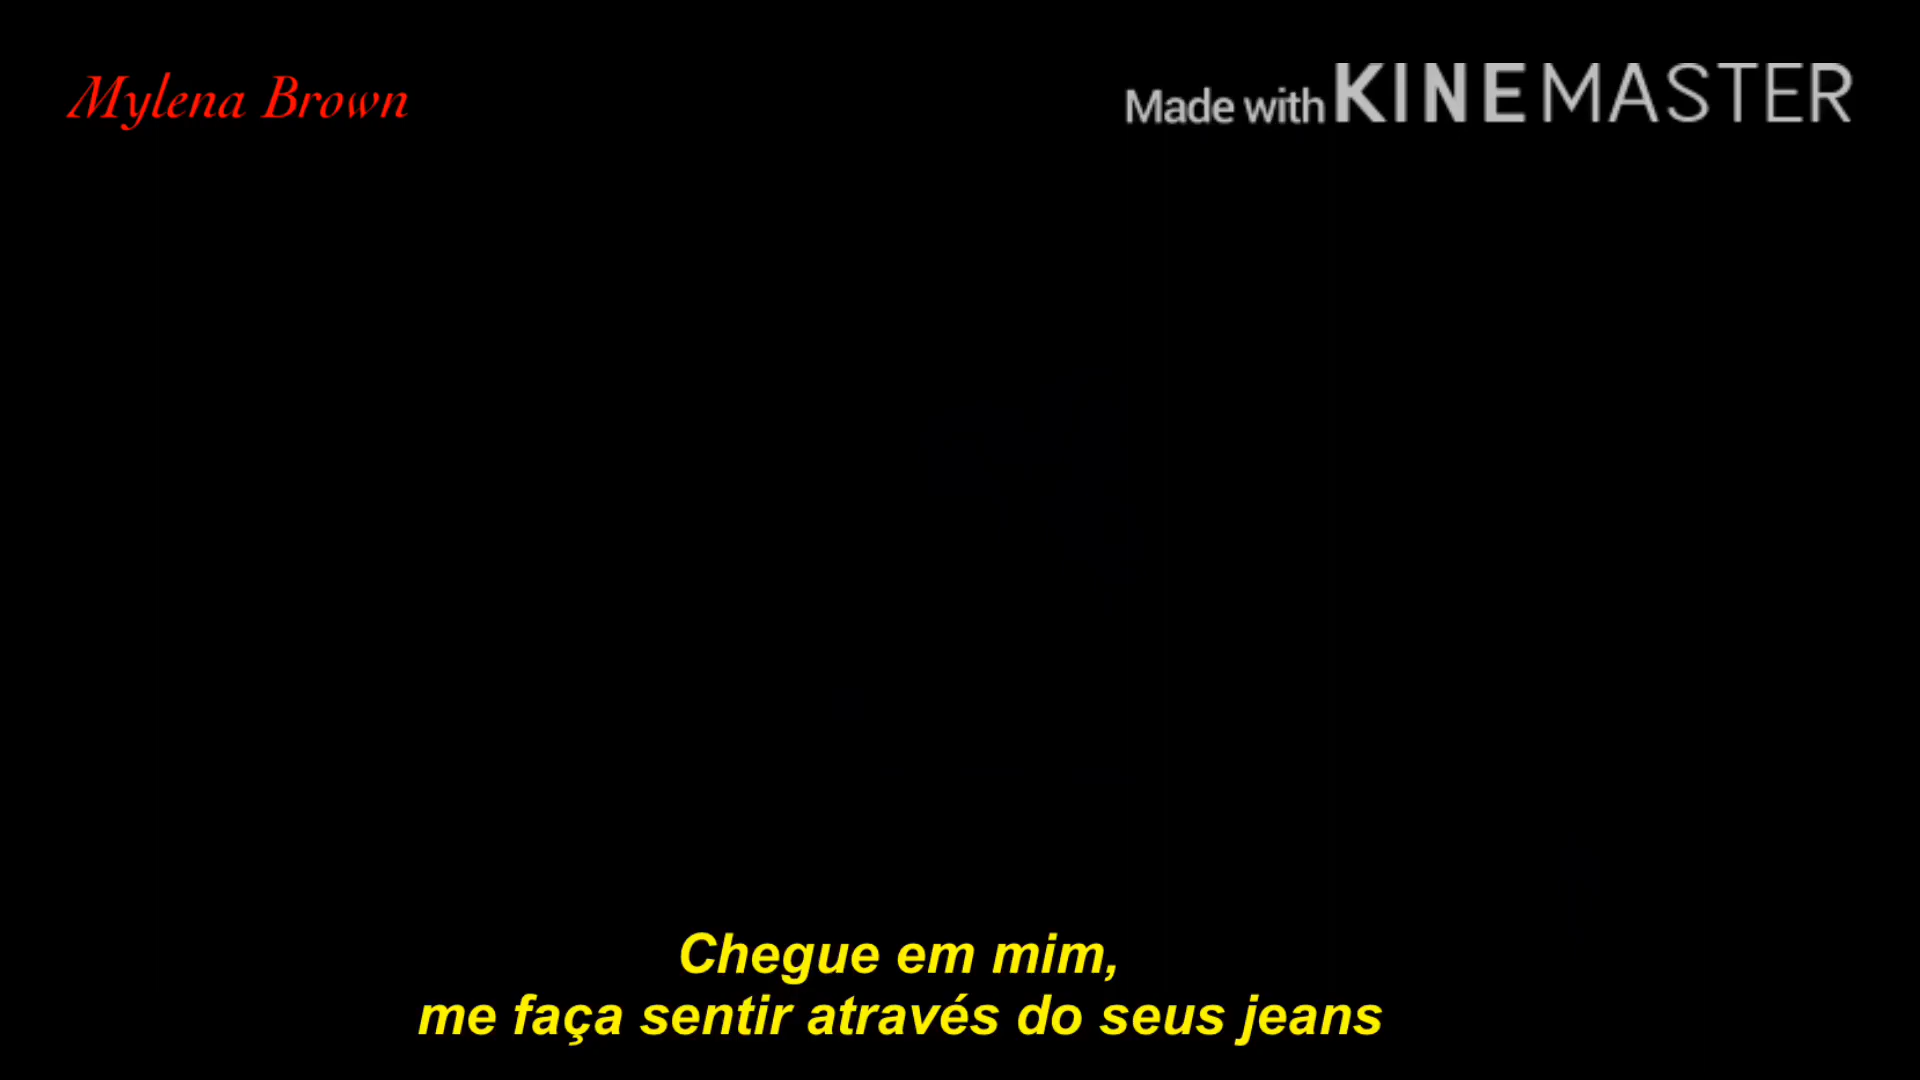 Mylena Brown
Made with KINEMASTER
Chegue em mim,
me faça sentir através do seus jeans